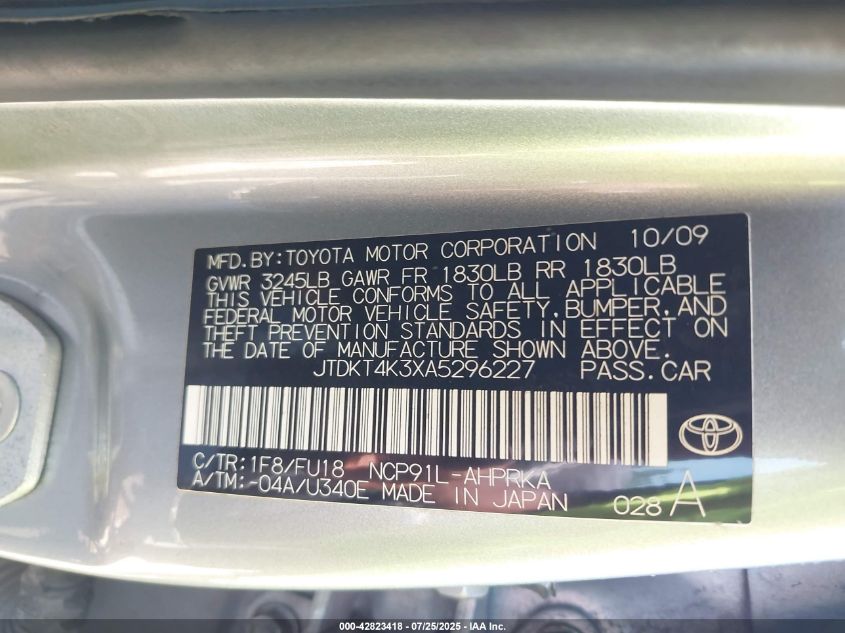 MFD.BY:TOYOTA MOTOR CORPORATION 10/09
GVWR 3245LB GAWR FR 1830LB RR 1830LB
THIS VEHICLE CONFORMS TO ALL APPLICABLE
FEDERAL MOTOR VEHICLE SAFETY,BUMPER,AND
THEFT PREVENTION STANDARDS IN EFFECT ON
THE DATE OF MANUFACTURE SHOWN ABOVE.
JTDKT4K3XA5296227 PASS.CAR
C/TR:1F8/FU18 NCP91L-AHPRKA
A/TM:-04A/U340E MADE IN JAPAN 028 A
000-42823418 - 07/25/2025 - IAA Inc.